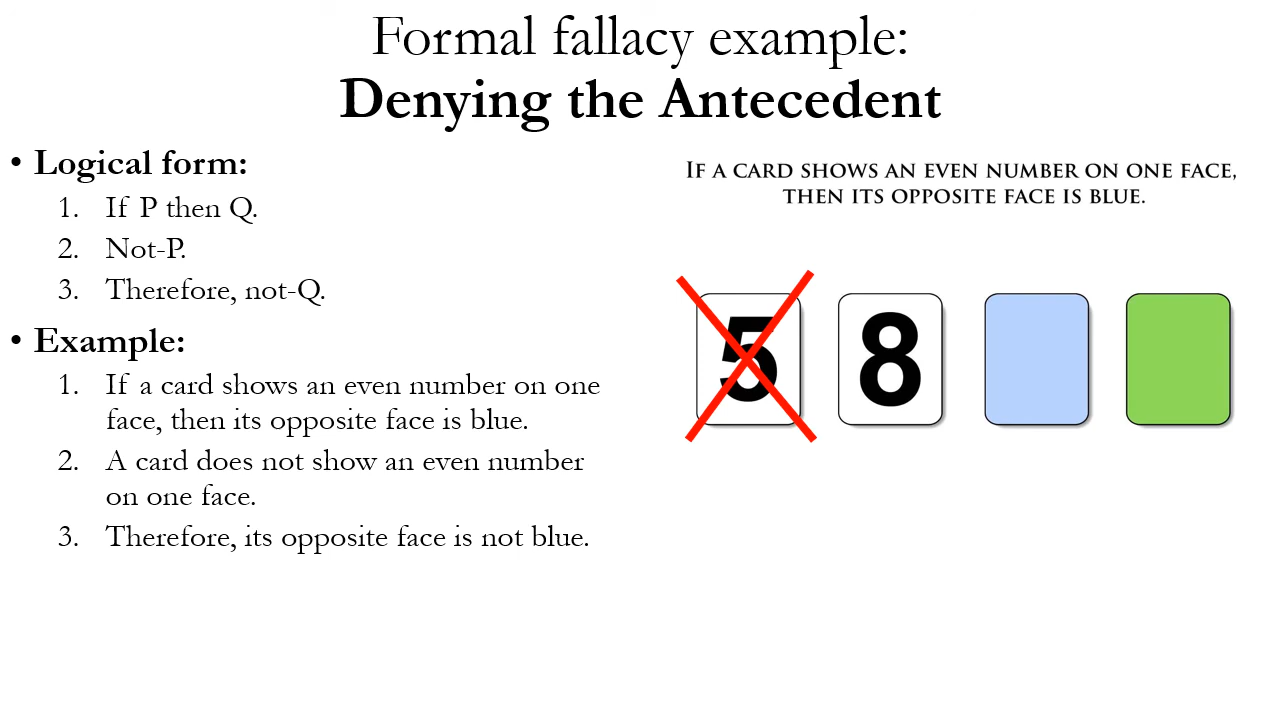 Formal fallacy example:
Denying the Antecedent
• Logical form:
1. If P then Q.
2. Not-P.
3. Therefore, not-Q.
• Example:
1. If a card shows an even number on one
face, then its opposite face is blue.
2. A card does not show an even number
on one face.
3. Therefore, its opposite face is not blue.
IF A CARD SHOWS AN EVEN NUMBER ON ONE FACE,
THEN ITS OPPOSITE FACE IS BLUE.
5 8